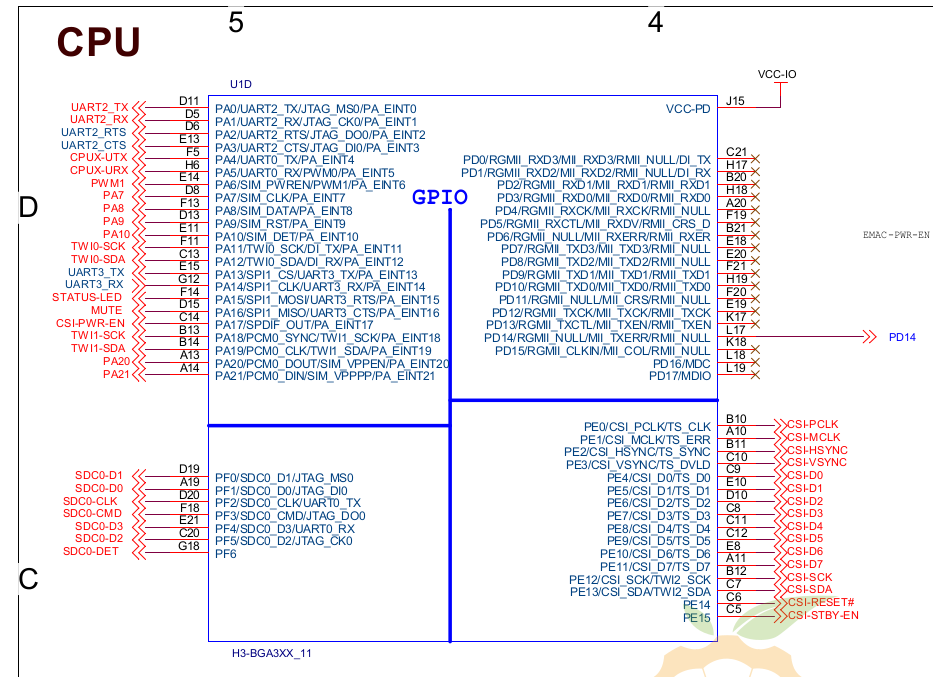 5
4
CPU
U1D
VCC-IO
UART2_TX D11 PA0/UART2_TX/JTAG_MS0/PA_EINT0
UART2_RX D5 PA1/UART2_RX/JTAG_CK0/PA_EINT1
UART2_RTS D6 PA2/UART2_RTS/JTAG_DO0/PA_EINT2
UART2_CTS E13 PA3/UART2_CTS/JTAG_DI0/PA_EINT3
CPUX-UTX F5 PA4/UART0_TX/PA_EINT4
CPUX-URX H6 PA5/UART0_RX/PWM0/PA_EINT5
PWM1 E14 PA6/SIM_PWREN/PWM1/PA_EINT6
PA7 D8 PA7/SIM_CLK/PA_EINT7
PA8 F13 PA8/SIM_DATA/PA_EINT8
PA9 D13 PA9/SIM_RST/PA_EINT9
PA10 E11 PA10/SIM_DET/PA_EINT10
TWI0-SCK F11 PA11/TWI0_SCK/DI_TX/PA_EINT11
TWI0-SDA C13 PA12/TWI0_SDA/DI_RX/PA_EINT12
UART3_TX E15 PA13/SPI1_CS/UART3_TX/PA_EINT13
UART3_RX G12 PA14/SPI1_CLK/UART3_RX/PA_EINT14
STATUS-LED F14 PA15/SPI1_MOSI/UART3_RTS/PA_EINT15
MUTE D15 PA16/SPI1_MISO/UART3_CTS/PA_EINT16
CSI-PWR-EN C14 PA17/SPDIF_OUT/PA_EINT17
TWI1-SCK B13 PA18/PCM0_SYNC/TWI1_SCK/PA_EINT18
TWI1-SDA B14 PA19/PCM0_CLK/TWI1_SDA/PA_EINT19
PA20 A13 PA20/PCM0_DOUT/SIM_VPPEN/PA_EINT20
PA21 A14 PA21/PCM0_DIN/SIM_VPPPP/PA_EINT21
GPIO
VCC-PD J15
PD0/RGMII_RXD3/MII_RXD3/RMII_NULL/DI_TX C21
PD1/RGMII_RXD2/MII_RXD2/RMII_NULL/DI_RX H17
PD2/RGMII_RXD1/MII_RXD1/RMII_RXD1 B20
PD3/RGMII_RXD0/MII_RXD0/RMII_RXD0 H18
PD4/RGMII_RXCK/MII_RXCK/RMII_NULL A20
PD5/RGMII_RXCTL/MII_RXDV/RMII_CRS_D F19
PD6/RGMII_NULL/MII_RXERR/RMII_RXER B21
PD7/RGMII_TXD3/MII_TXD3/RMII_NULL E18
PD8/RGMII_TXD2/MII_TXD2/RMII_NULL E20
PD9/RGMII_TXD1/MII_TXD1/RMII_TXD1 F21
PD10/RGMII_TXD0/MII_TXD0/RMII_TXD0 H19
PD11/RGMII_NULL/MII_CRS/RMII_NULL F20
PD12/RGMII_TXCK/MII_TXCK/RMII_TXCK E19
PD13/RGMII_TXCTL/MII_TXEN/RMII_TXEN K17
PD14/RGMII_NULL/MII_TXERR/RMII_NULL L17 PD14
PD15/RGMII_CLKIN/MII_COL/RMII_NULL K18
PD16/MDC L18
PD17/MDIO L19
EMAC-PWR-EN
D
SDC0-D1 D19 PF0/SDC0_D1/JTAG_MS0
SDC0-D0 A19 PF1/SDC0_D0/JTAG_DI0
SDC0-CLK D20 PF2/SDC0_CLK/UART0_TX
SDC0-CMD F18 PF3/SDC0_CMD/JTAG_DO0
SDC0-D3 E21 PF4/SDC0_D3/UART0_RX
SDC0-D2 C20 PF5/SDC0_D2/JTAG_CK0
SDC0-DET G18 PF6
PE0/CSI_PCLK/TS_CLK B10 CSI-PCLK
PE1/CSI_MCLK/TS_ERR A10 CSI-MCLK
PE2/CSI_HSYNC/TS_SYNC B11 CSI-HSYNC
PE3/CSI_VSYNC/TS_DVLD C10 CSI-VSYNC
PE4/CSI_D0/TS_D0 C9 CSI-D0
PE5/CSI_D1/TS_D1 E10 CSI-D1
PE6/CSI_D2/TS_D2 D10 CSI-D2
PE7/CSI_D3/TS_D3 C8 CSI-D3
PE8/CSI_D4/TS_D4 C11 CSI-D4
PE9/CSI_D5/TS_D5 C12 CSI-D5
PE10/CSI_D6/TS_D6 E8 CSI-D6
PE11/CSI_D7/TS_D7 A11 CSI-D7
PE12/CSI_SCK/TWI2_SCK B12 CSI-SCK
PE13/CSI_SDA/TWI2_SDA C7 CSI-SDA
PE14 C6 CSI-RESET#
PE15 C5 CSI-STBY-EN
C
H3-BGA3XX_11